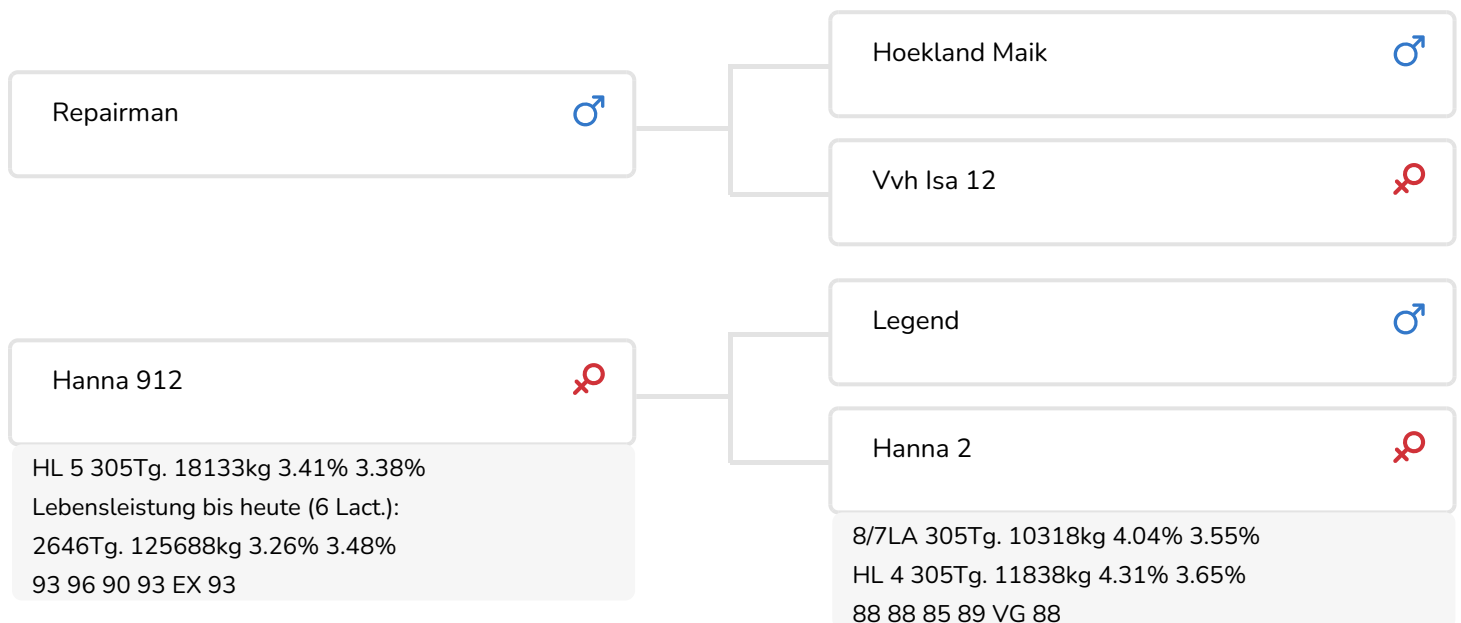 Hoekland Maik
Repairman
Vvh Isa 12
Legend
Hanna 912
Hanna 2
HL 5 305Tg. 18133kg 3.41% 3.38%
Lebensleistung bis heute (6 Lact.):
2646Tg. 125688kg 3.26% 3.48%
93 96 90 93 EX 93
8/7LA 305Tg. 10318kg 4.04% 3.55%
HL 4 305Tg. 11838kg 4.31% 3.65%
88 88 85 89 VG 88